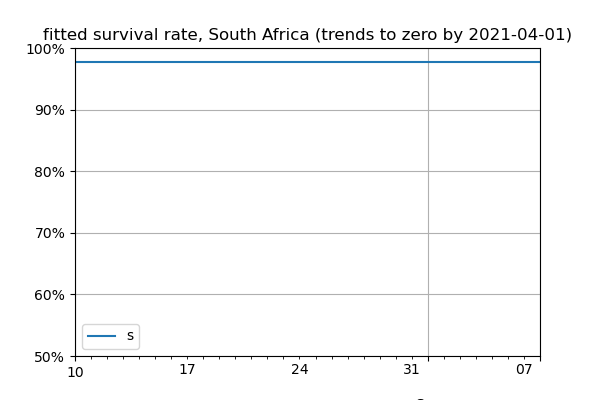 fitted survival rate, South Africa (trends to zero by 2021-04-01)
100%
90%
80%
70%
60%
50%
s
10 17 24 31 07